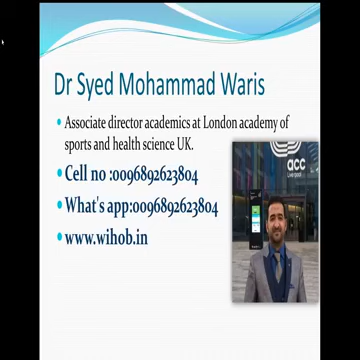 Dr Syed Mohammad Waris
Associate director academics at London academy of
sports and health science UK.
Cell no :0096892623804
What's app:0096892623804
www.wihob.in
acc
Liverpool